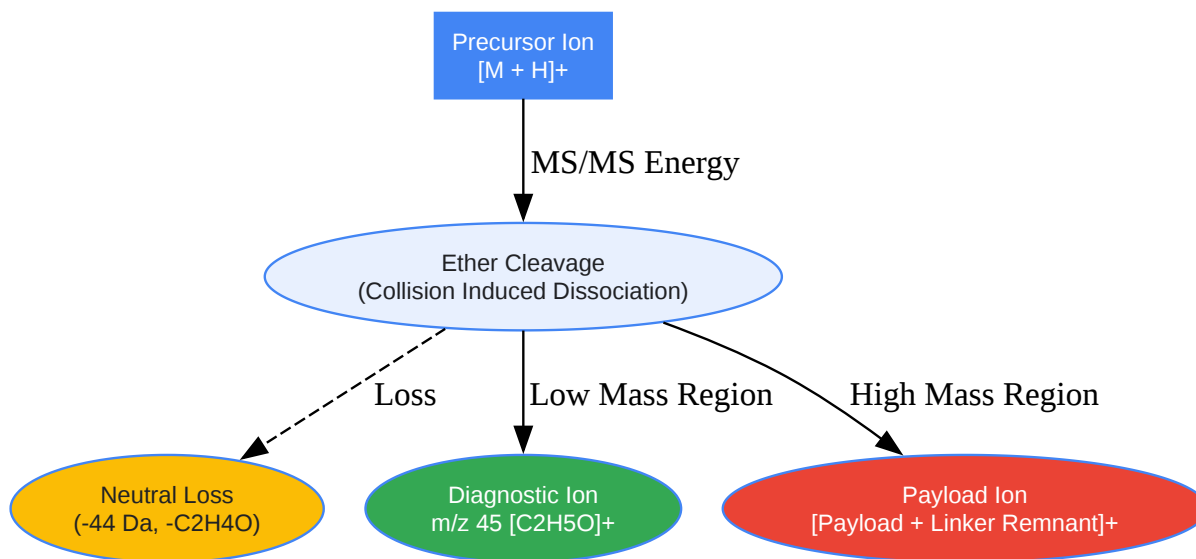 Precursor Ion
[M + H]+
MS/MS Energy
Ether Cleavage
(Collision Induced Dissociation)
Loss
Low Mass Region
High Mass Region
Neutral Loss
(-44 Da, -C2H4O)
Diagnostic Ion
m/z 45 [C2H5O]+
Payload Ion
[Payload + Linker Remnant]+